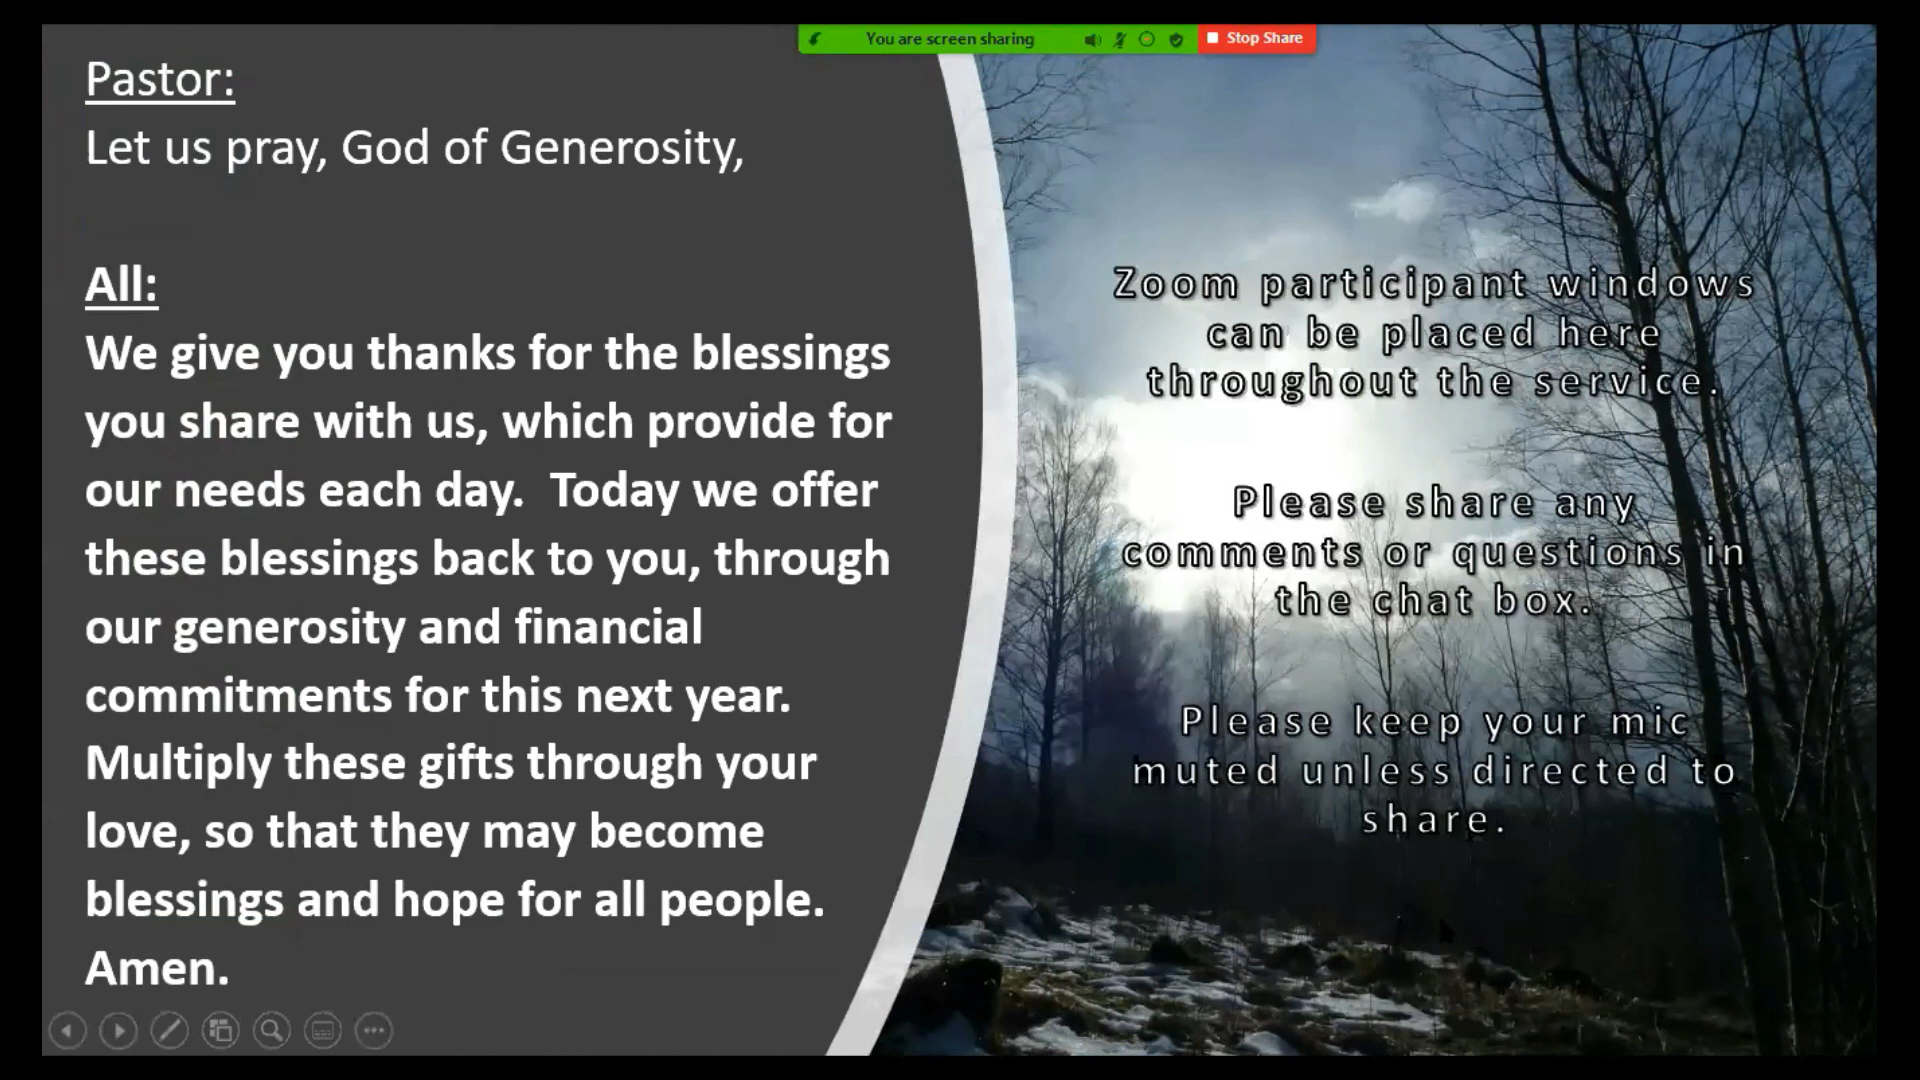 You are screen sharing
Stop Share
Pastor:
Let us pray, God of Generosity,
All:
We give you thanks for the blessings
you share with us, which provide for
our needs each day.  Today we offer
these blessings back to you, through
our generosity and financial
commitments for this next year.
Multiply these gifts through your
love, so that they may become
blessings and hope for all people.
Amen.
Zoom participant windows
can be placed here
throughout the service.
Please share any
comments or questions in
the chat box.
Please keep your mic
muted unless directed to
share.